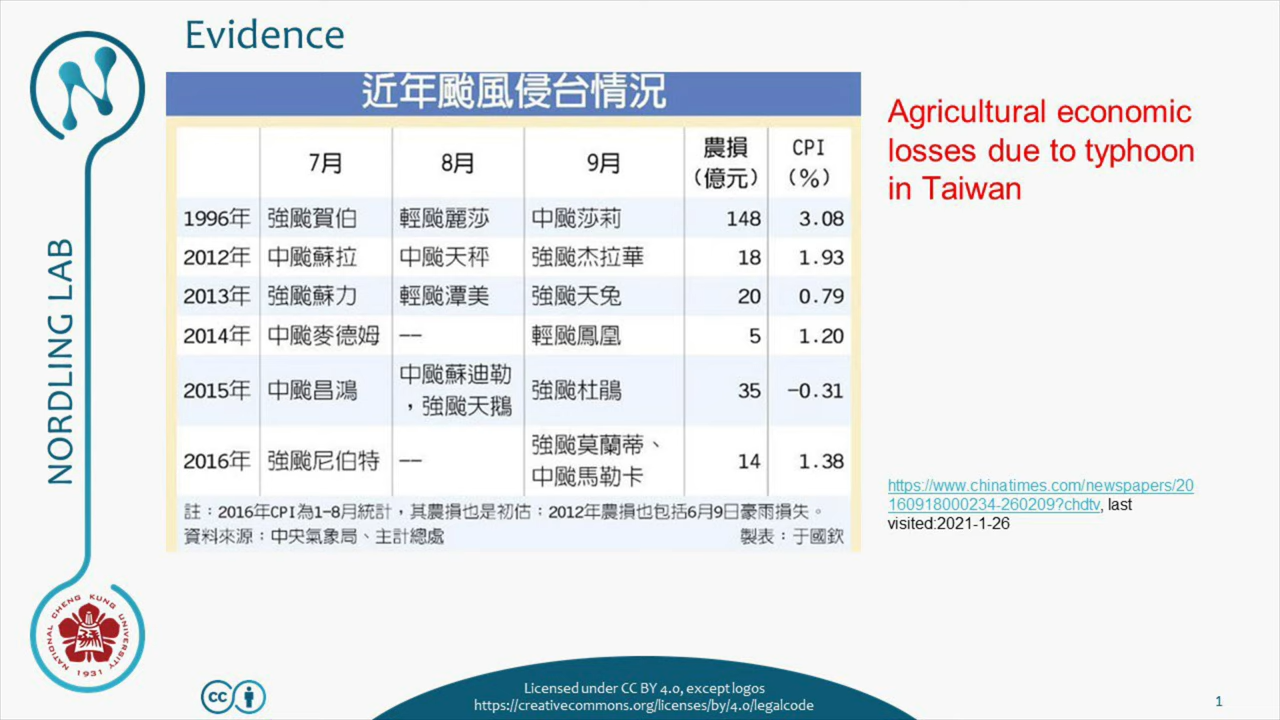 Evidence
近年颱風侵台情況
7月 8月 9月 農損(億元) CPI(%)
1996年 強颱賀伯 輕颱麗莎 中颱莎莉 148 3.08
2012年 中颱蘇拉 中颱天秤 強颱杰拉華 18 1.93
2013年 強颱蘇力 輕颱潭美 強颱天兔 20 0.79
2014年 中颱麥德姆 -- 輕颱鳳凰 5 1.20
2015年 中颱昌鴻 中颱蘇迪勒，強颱天鵝 強颱杜鵑 35 -0.31
2016年 強颱尼伯特 -- 強颱莫蘭蒂、中颱馬勒卡 14 1.38
註：2016年CPI為1-8月統計，其農損也是初估：2012年農損也包括6月9日豪雨損失。
資料來源：中央氣象局、主計總處 製表：于國欽
Agricultural economic
losses due to typhoon
in Taiwan
https://www.chinatimes.com/newspapers/20
160918000234-260209?chdtv, last
visited:2021-1-26
NORDLING LAB
NATIONAL CHENG KUNG UNIVERSITY
1931
cc
Licensed under CC BY 4.0, except logos
https://creativecommons.org/licenses/by/4.0/legalcode
1